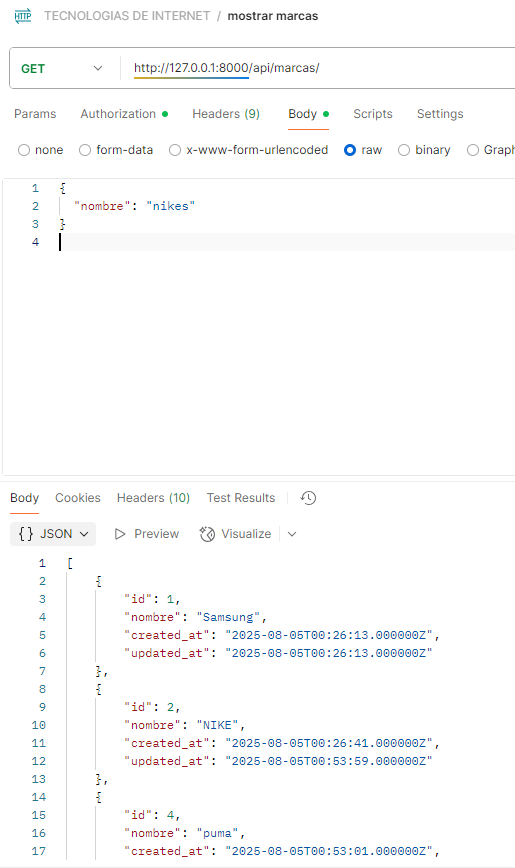 HTTP TECNOLOGIAS DE INTERNET / mostrar marcas
GET http://127.0.0.1:8000/api/marcas/
Params Authorization Headers (9) Body Scripts Settings
none form-data x-www-form-urlencoded raw binary Graph
1 {
2 "nombre": "nikes"
3 }
4
Body Cookies Headers (10) Test Results
{} JSON Preview Visualize
1 [
2 {
3 "id": 1,
4 "nombre": "Samsung",
5 "created_at": "2025-08-05T00:26:13.000000Z",
6 "updated_at": "2025-08-05T00:26:13.000000Z"
7 },
8 {
9 "id": 2,
10 "nombre": "NIKE",
11 "created_at": "2025-08-05T00:26:41.000000Z",
12 "updated_at": "2025-08-05T00:53:59.000000Z"
13 },
14 {
15 "id": 4,
16 "nombre": "puma",
17 "created_at": "2025-08-05T00:53:01.000000Z",